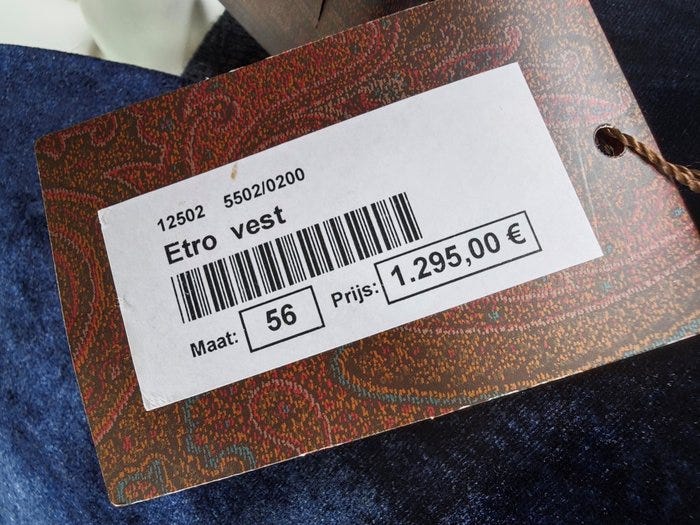 12502 5502/0200
Etro vest
Maat: 56 Prijs: 1.295,00 €